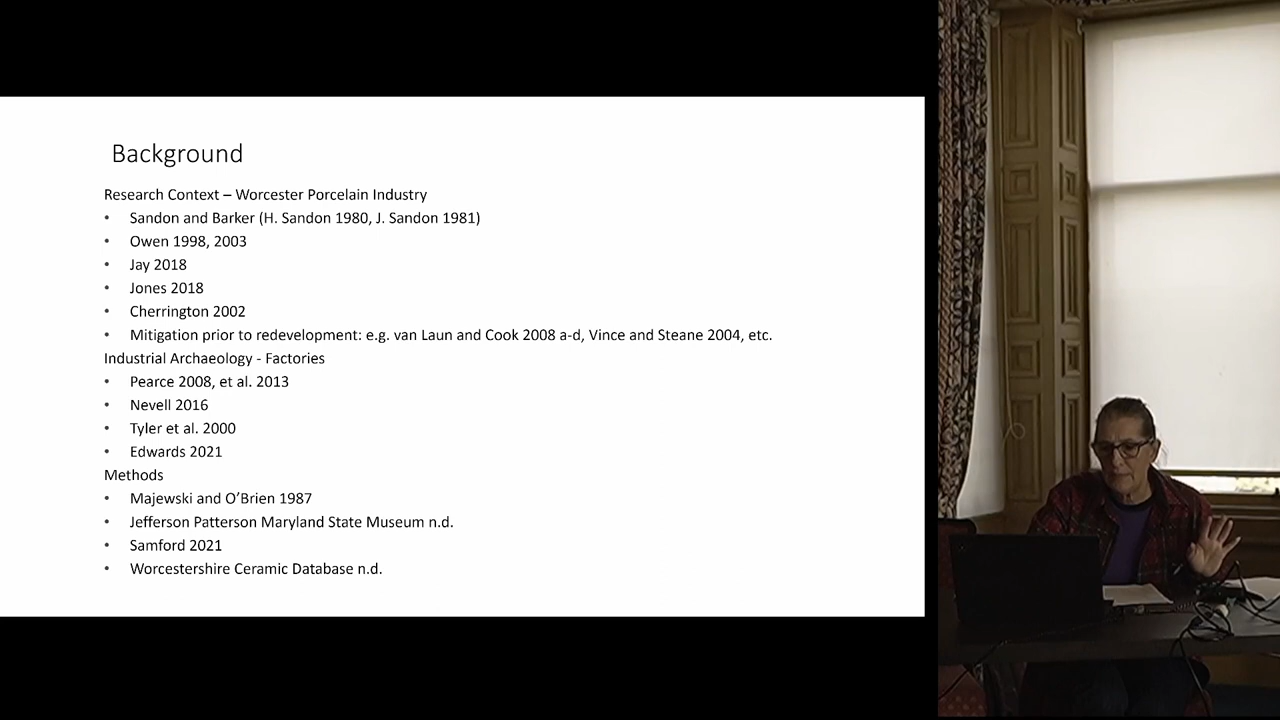 Background
Research Context – Worcester Porcelain Industry
• Sandon and Barker (H. Sandon 1980, J. Sandon 1981)
• Owen 1998, 2003
• Jay 2018
• Jones 2018
• Cherrington 2002
• Mitigation prior to redevelopment: e.g. van Laun and Cook 2008 a-d, Vince and Steane 2004, etc.
Industrial Archaeology - Factories
• Pearce 2008, et al. 2013
• Nevell 2016
• Tyler et al. 2000
• Edwards 2021
Methods
• Majewski and O’Brien 1987
• Jefferson Patterson Maryland State Museum n.d.
• Samford 2021
• Worcestershire Ceramic Database n.d.